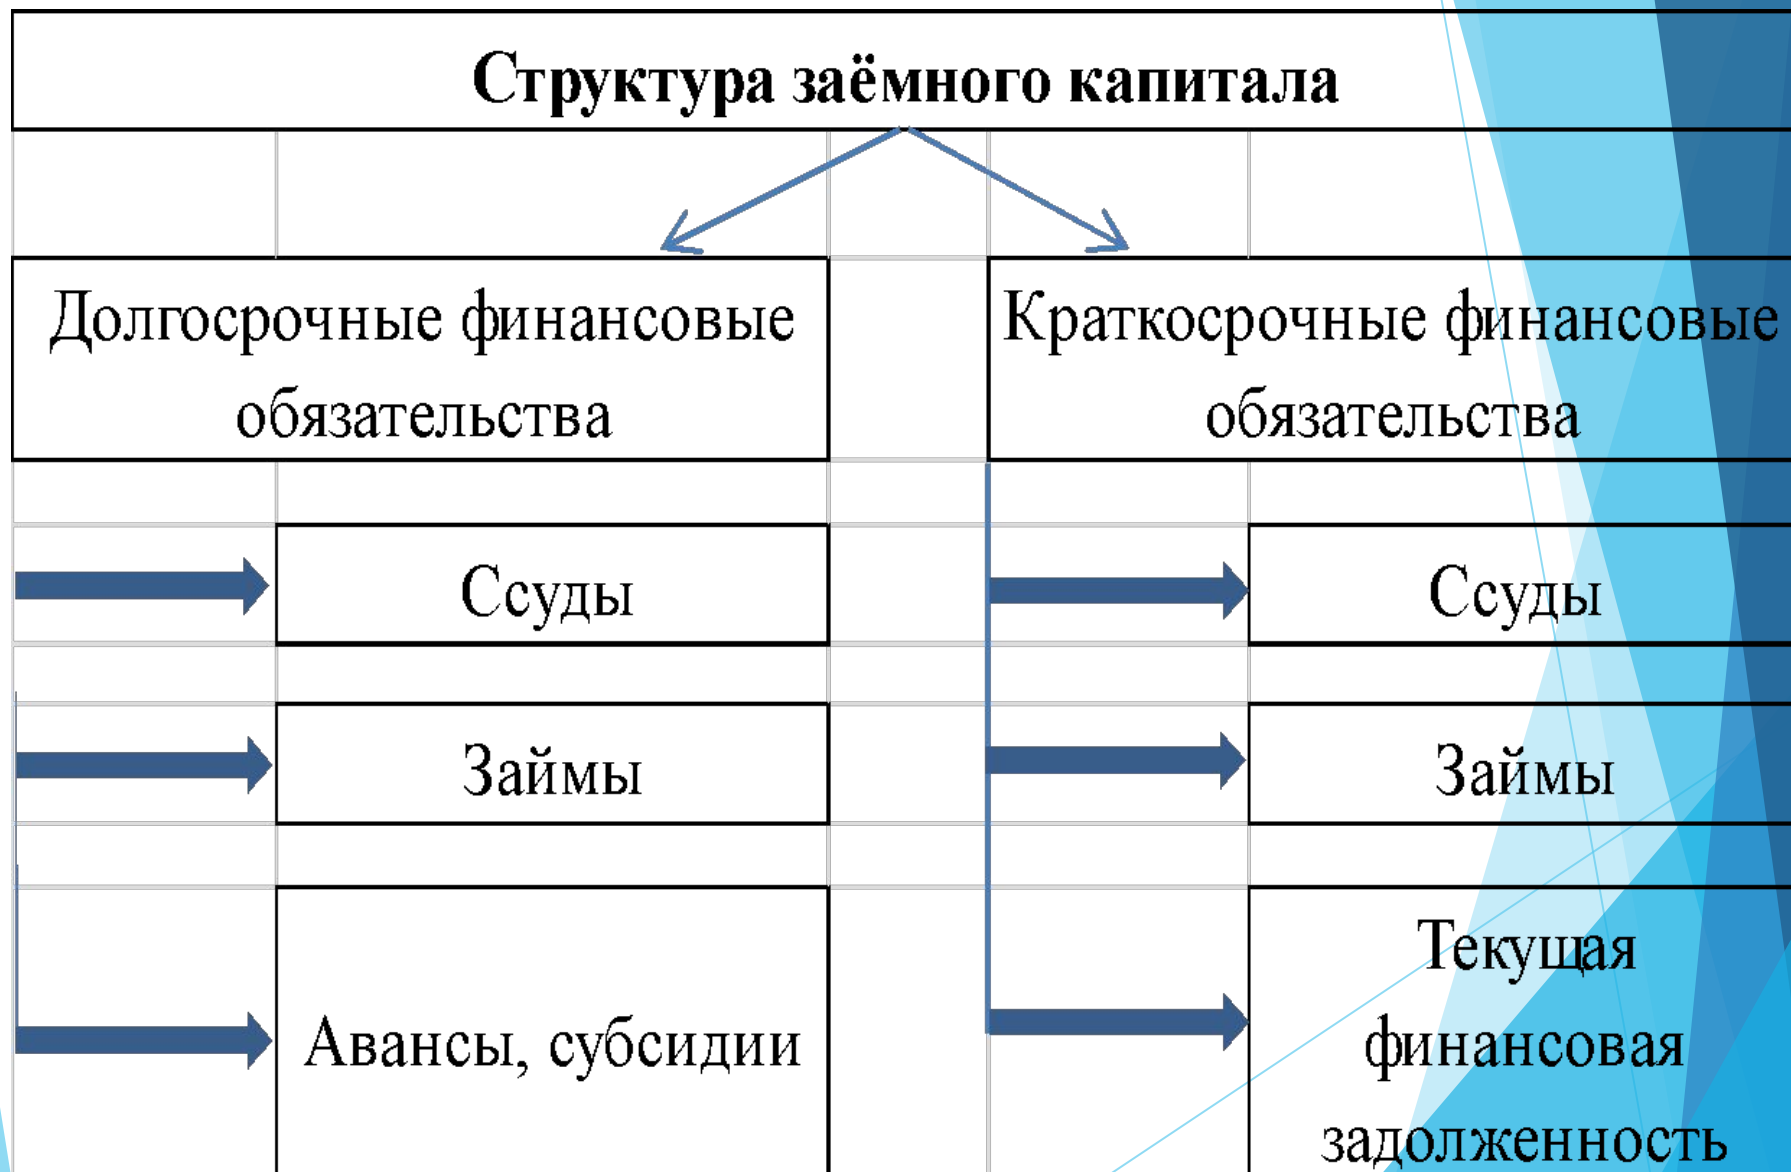 Структура заёмного капитала
Долгосрочные финансовые
обязательства
Краткосрочные финансовые
обязательства
Ссуды
Ссуды
Займы
Займы
Авансы, субсидии
Текущая
финансовая
задолженность